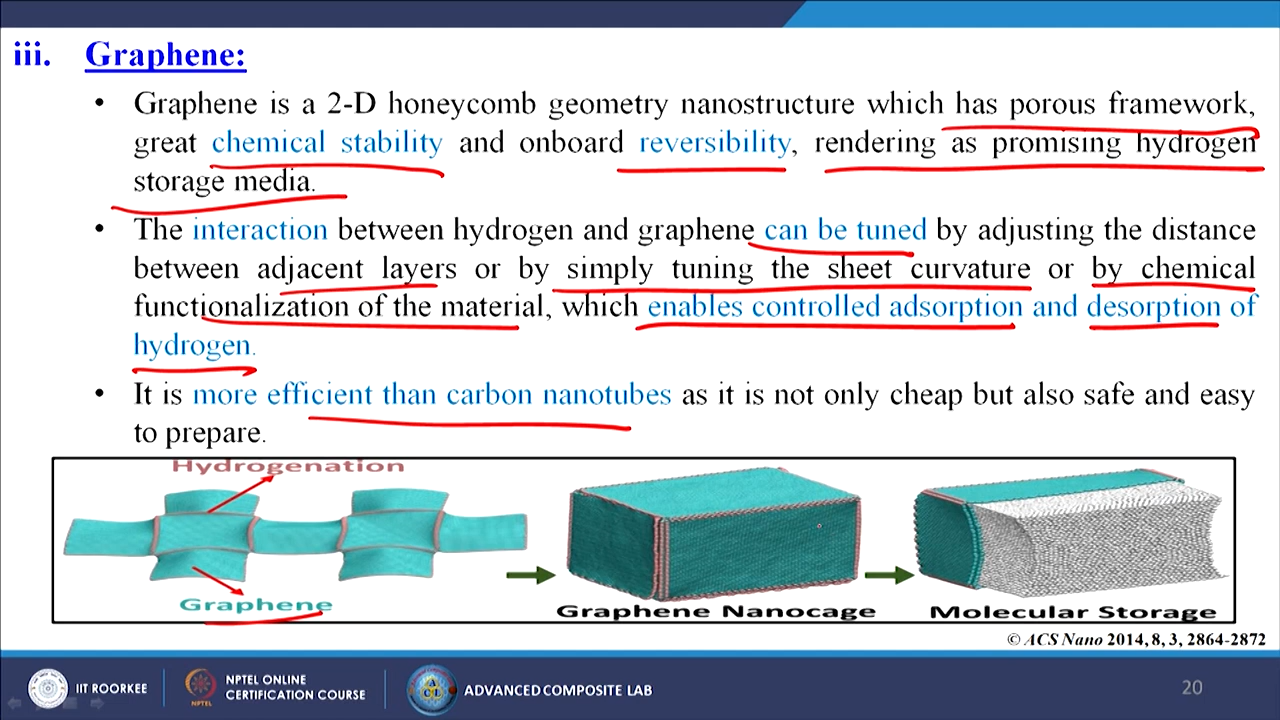 iii. Graphene:
• Graphene is a 2-D honeycomb geometry nanostructure which has porous framework,
great chemical stability and onboard reversibility, rendering as promising hydrogen
storage media.
• The interaction between hydrogen and graphene can be tuned by adjusting the distance
between adjacent layers or by simply tuning the sheet curvature or by chemical
functionalization of the material, which enables controlled adsorption and desorption of
hydrogen.
• It is more efficient than carbon nanotubes as it is not only cheap but also safe and easy
to prepare.
Hydrogenation
Graphene
Graphene Nanocage
Molecular Storage
© ACS Nano 2014, 8, 3, 2864-2872
IIT ROORKEE
NPTEL
NPTEL ONLINE
CERTIFICATION COURSE
ACL
ADVANCED COMPOSITE LAB
20